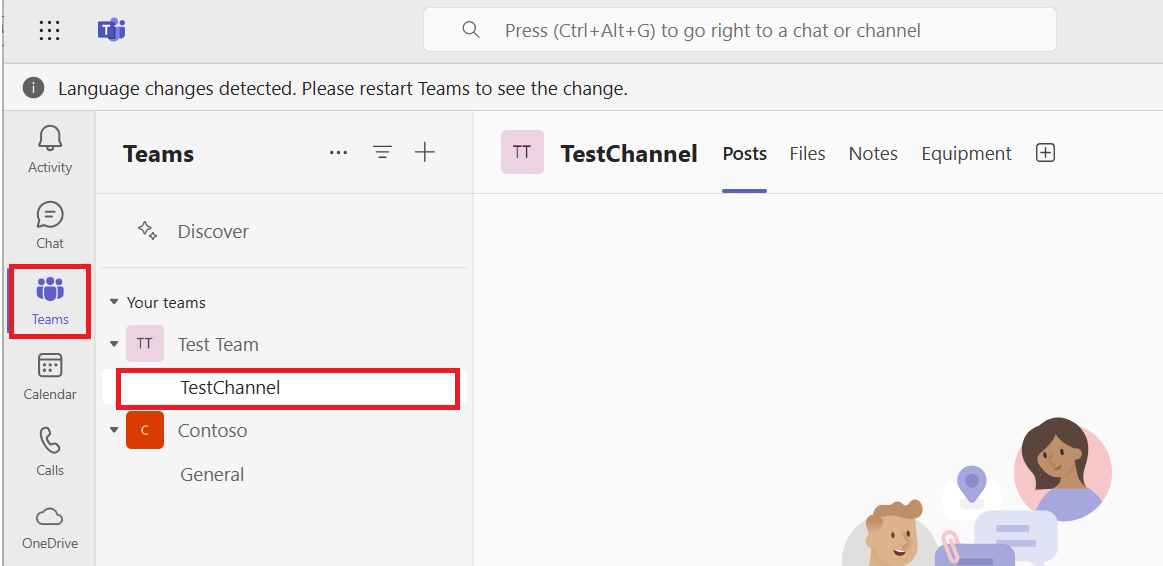 Press (Ctrl+Alt+G) to go right to a chat or channel
Language changes detected. Please restart Teams to see the change.
Activity
Chat
Teams
Calendar
Calls
OneDrive
Teams
Discover
Your teams
TT Test Team
TestChannel
C Contoso
General
TT TestChannel Posts Files Notes Equipment